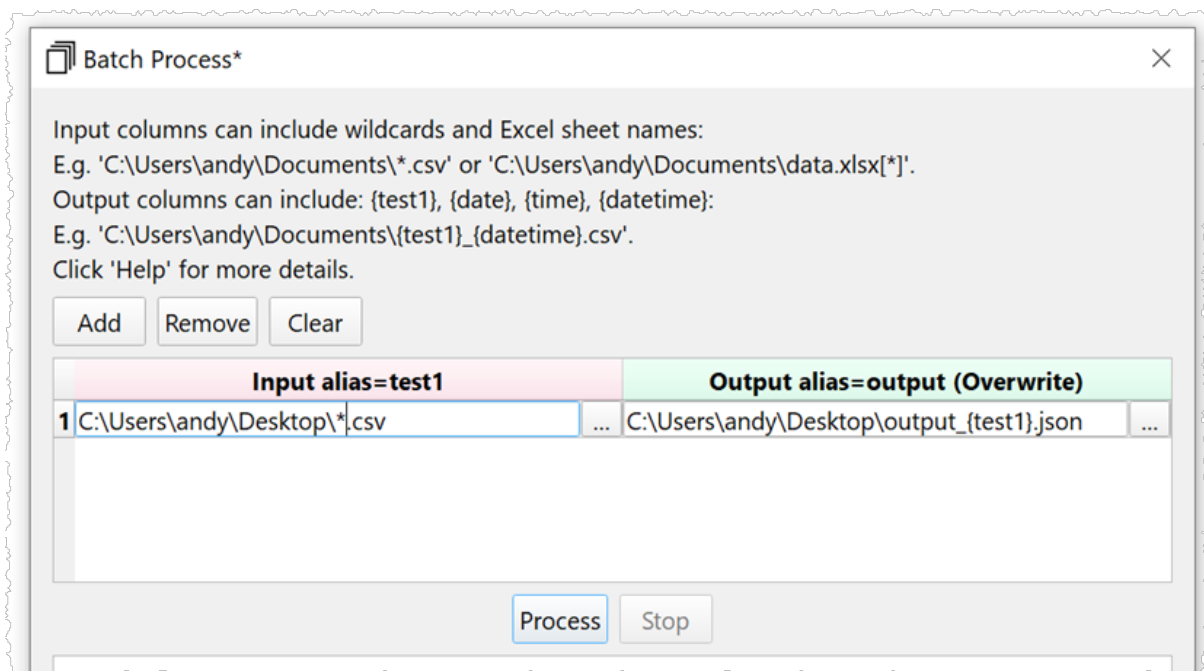 Batch Process*
Input columns can include wildcards and Excel sheet names:
E.g. 'C:\Users\andy\Documents\*.csv' or 'C:\Users\andy\Documents\data.xlsx[*]'.
Output columns can include: {test1}, {date}, {time}, {datetime}:
E.g. 'C:\Users\andy\Documents\{test1}_{datetime}.csv'.
Click 'Help' for more details.
Add Remove Clear
Input alias=test1 Output alias=output (Overwrite)
1 C:\Users\andy\Desktop\*.csv ... C:\Users\andy\Desktop\output_{test1}.json ...
Process Stop